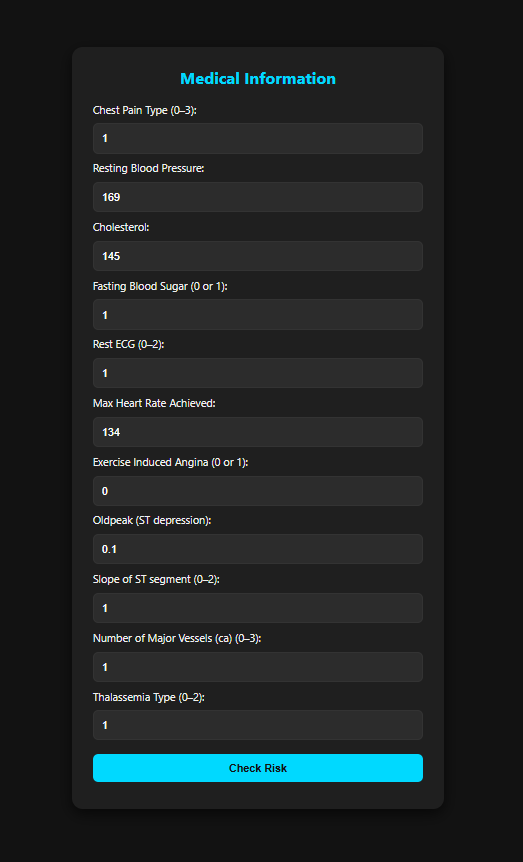 Medical Information
Chest Pain Type (0–3):
1
Resting Blood Pressure:
169
Cholesterol:
145
Fasting Blood Sugar (0 or 1):
1
Rest ECG (0–2):
1
Max Heart Rate Achieved:
134
Exercise Induced Angina (0 or 1):
0
Oldpeak (ST depression):
0.1
Slope of ST segment (0–2):
1
Number of Major Vessels (ca) (0–3):
1
Thalassemia Type (0–2):
1
Check Risk